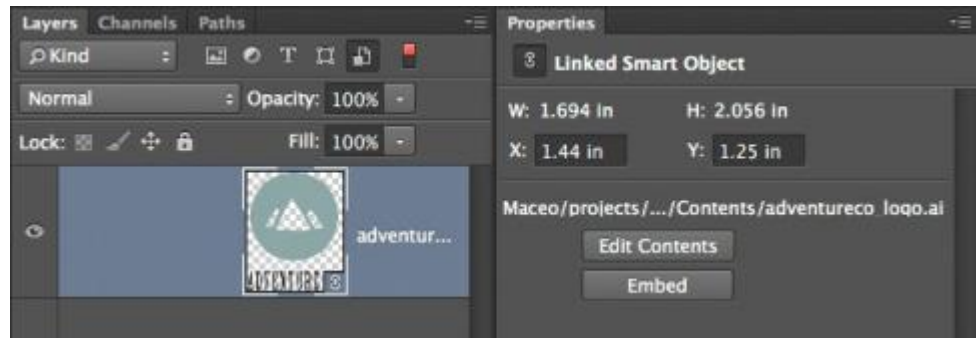 Layers Channels Paths
Kind
T
Normal Opacity: 100%
Lock: Fill: 100%
adventur...
ADVENTURE
Properties
Linked Smart Object
W: 1.694 in H: 2.056 in
X: 1.44 in Y: 1.25 in
Maceo/projects/.../Contents/adventureco_logo.ai
Edit Contents
Embed